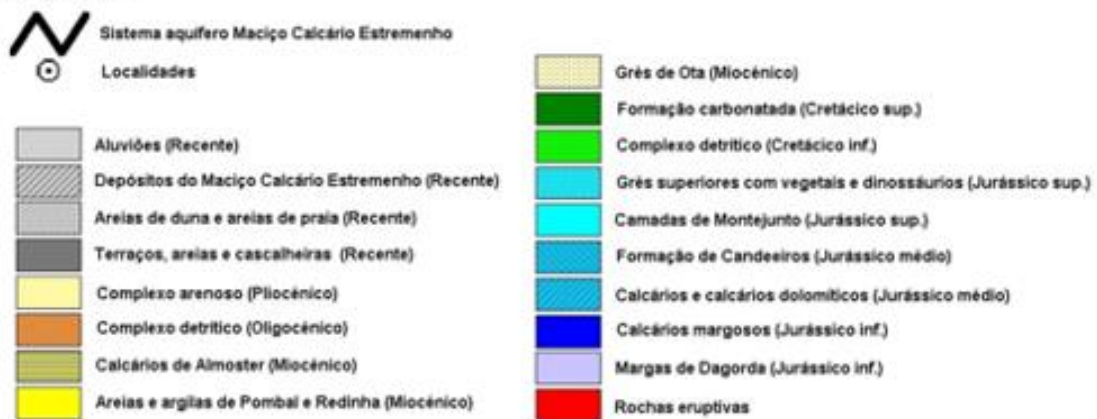 Sistema aquífero Maciço Calcário Estremenho
Localidades
Aluviões (Recente)
Depósitos do Maciço Calcário Estremenho (Recente)
Areias de duna e areias de praia (Recente)
Terraços, areias e cascalheiras (Recente)
Complexo arenoso (Pliocénico)
Complexo detrítico (Oligocénico)
Calcários de Almoster (Miocénico)
Areias e argilas de Pombal e Redinha (Miocénico)
Grés de Ota (Miocénico)
Formação carbonatada (Cretácico sup.)
Complexo detrítico (Cretácico inf.)
Grés superiores com vegetais e dinossáurios (Jurássico sup.)
Camadas de Montejunto (Jurássico sup.)
Formação de Candeeiros (Jurássico médio)
Calcários e calcários dolomíticos (Jurássico médio)
Calcários margosos (Jurássico inf.)
Margas de Dagorda (Jurássico inf.)
Rochas eruptivas